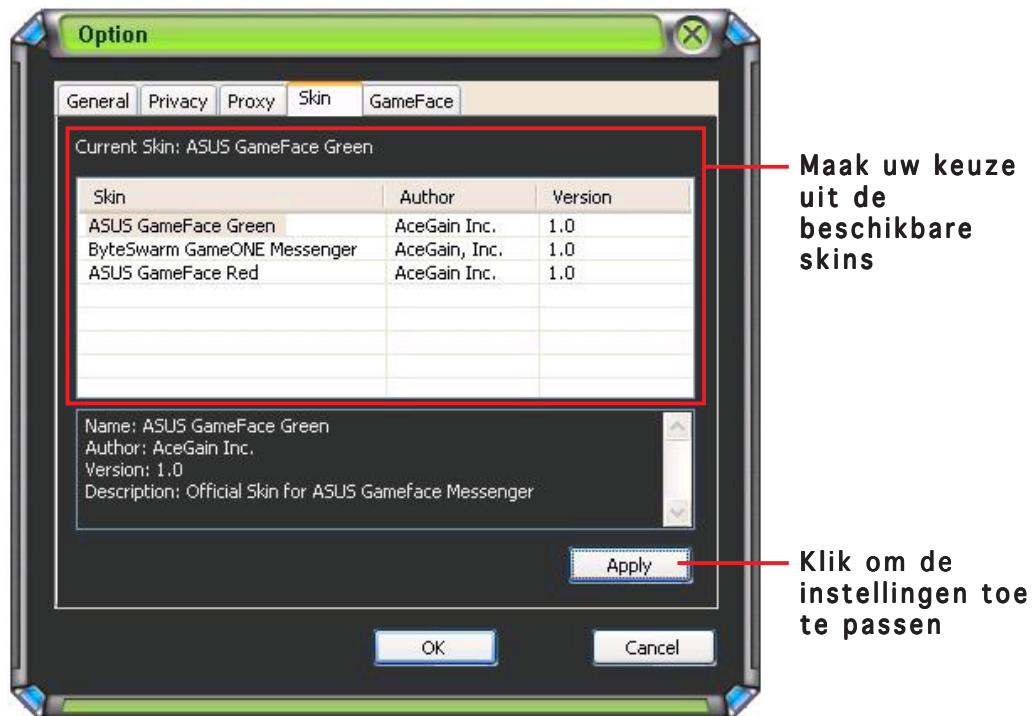 Option
General Privacy Proxy Skin GameFace
Current Skin: ASUS GameFace Green
Skin Author Version
ASUS GameFace Green AceGain Inc. 1.0
ByteSwarm GameONE Messenger AceGain, Inc. 1.0
ASUS GameFace Red AceGain Inc. 1.0
Name: ASUS GameFace Green
Author: AceGain Inc.
Version: 1.0
Description: Official Skin for ASUS Gameface Messenger
Apply
OK Cancel
Maak uw keuze
uit de
beschikbare
skins
Klik om de
instellingen toe
te passen